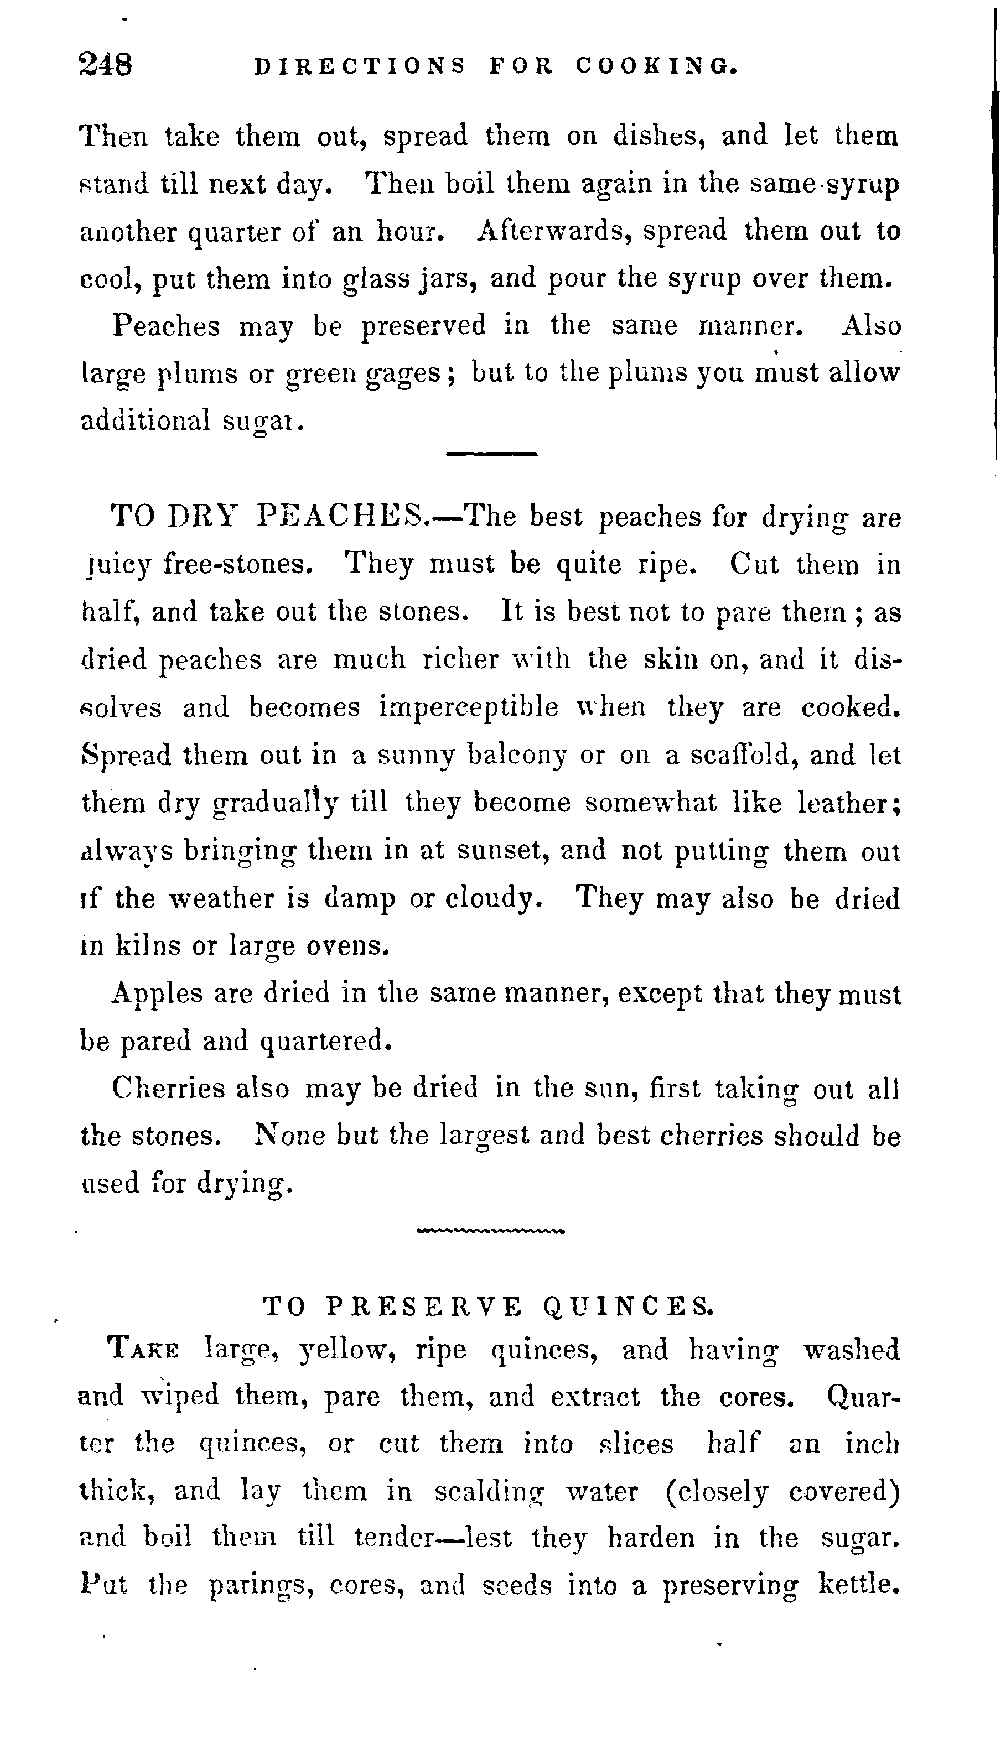 248 DIRECTIONS FOR COOKING.
Then take them out, spread them on dishes, and let them
stand till next day. Then boil them again in the same syrup
another quarter of an hour. Afterwards, spread them out to
cool, put them into glass jars, and pour the syrup over them.
Peaches may be preserved in the same manner. Also
large plums or green gages; but to the plums you must allow
additional sugar.
TO DRY PEACHES.—The best peaches for drying are
juicy free-stones. They must be quite ripe. Cut them in
half, and take out the stones. It is best not to pare them; as
dried peaches are much richer with the skin on, and it dis-
solves and becomes imperceptible when they are cooked.
Spread them out in a sunny balcony or on a scaffold, and let
them dry gradually till they become somewhat like leather;
always bringing them in at sunset, and not putting them out
if the weather is damp or cloudy. They may also be dried
in kilns or large ovens.
Apples are dried in the same manner, except that they must
be pared and quartered.
Cherries also may be dried in the sun, first taking out all
the stones. None but the largest and best cherries should be
used for drying.
TO PRESERVE QUINCES.
TAKE large, yellow, ripe quinces, and having washed
and wiped them, pare them, and extract the cores. Quar-
ter the quinces, or cut them into slices half an inch
thick, and lay them in scalding water (closely covered)
and boil them till tender—lest they harden in the sugar.
Put the parings, cores, and seeds into a preserving kettle.